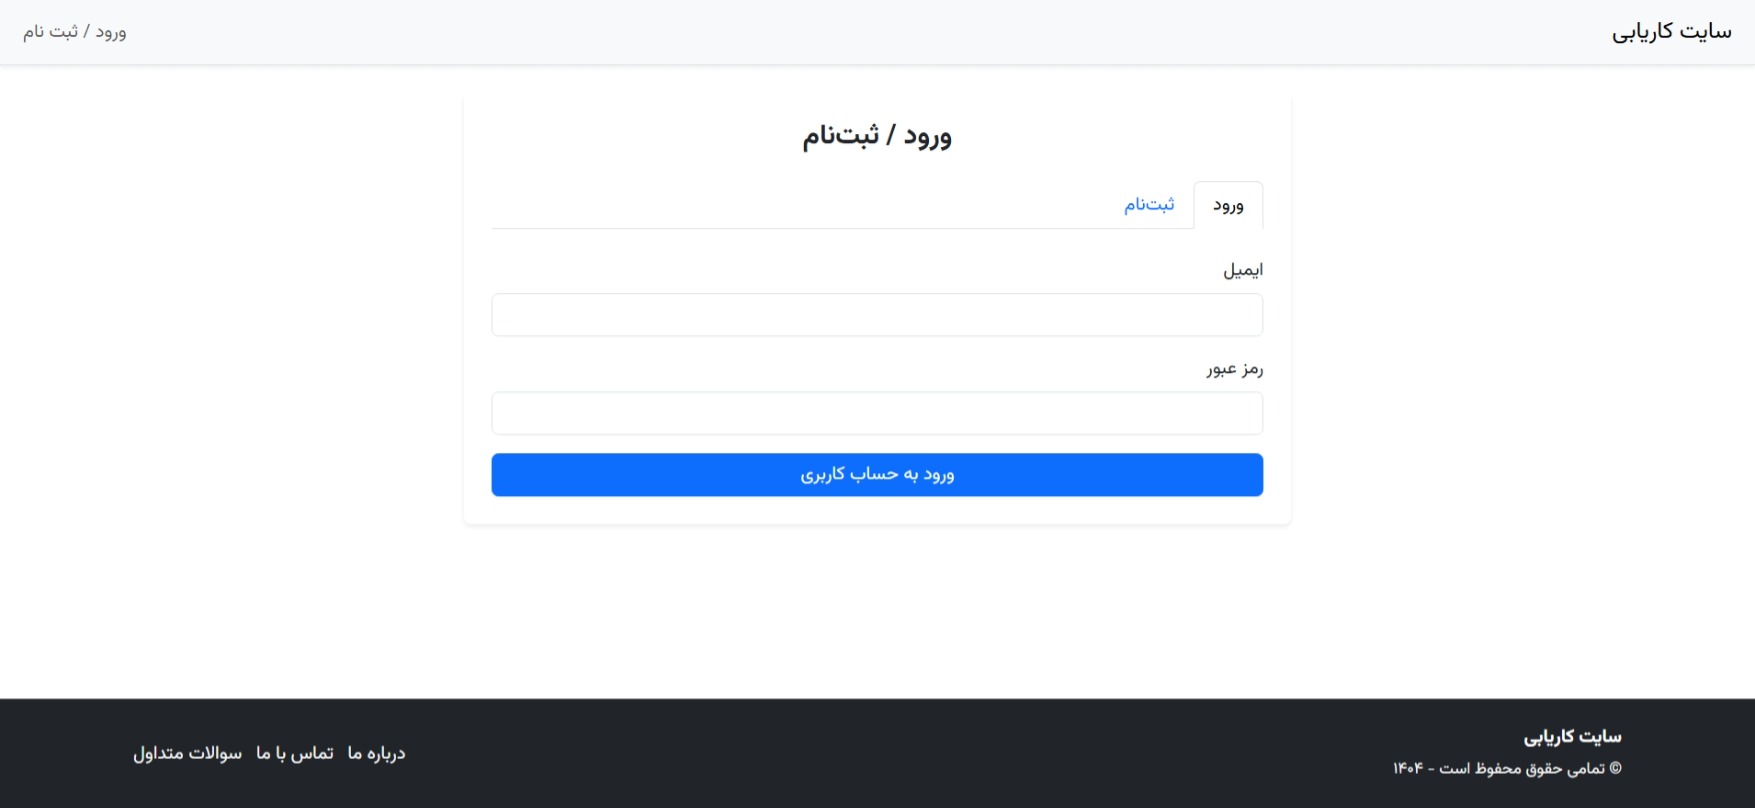 سایت کاریابی
ورود / ثبت نام
ورود / ثبت‌نام
ورود
ثبت‌نام
ایمیل
رمز عبور
ورود به حساب کاربری
سایت کاریابی
© تمامی حقوق محفوظ است - ۱۴۰۴
درباره ما تماس با ما سوالات متداول